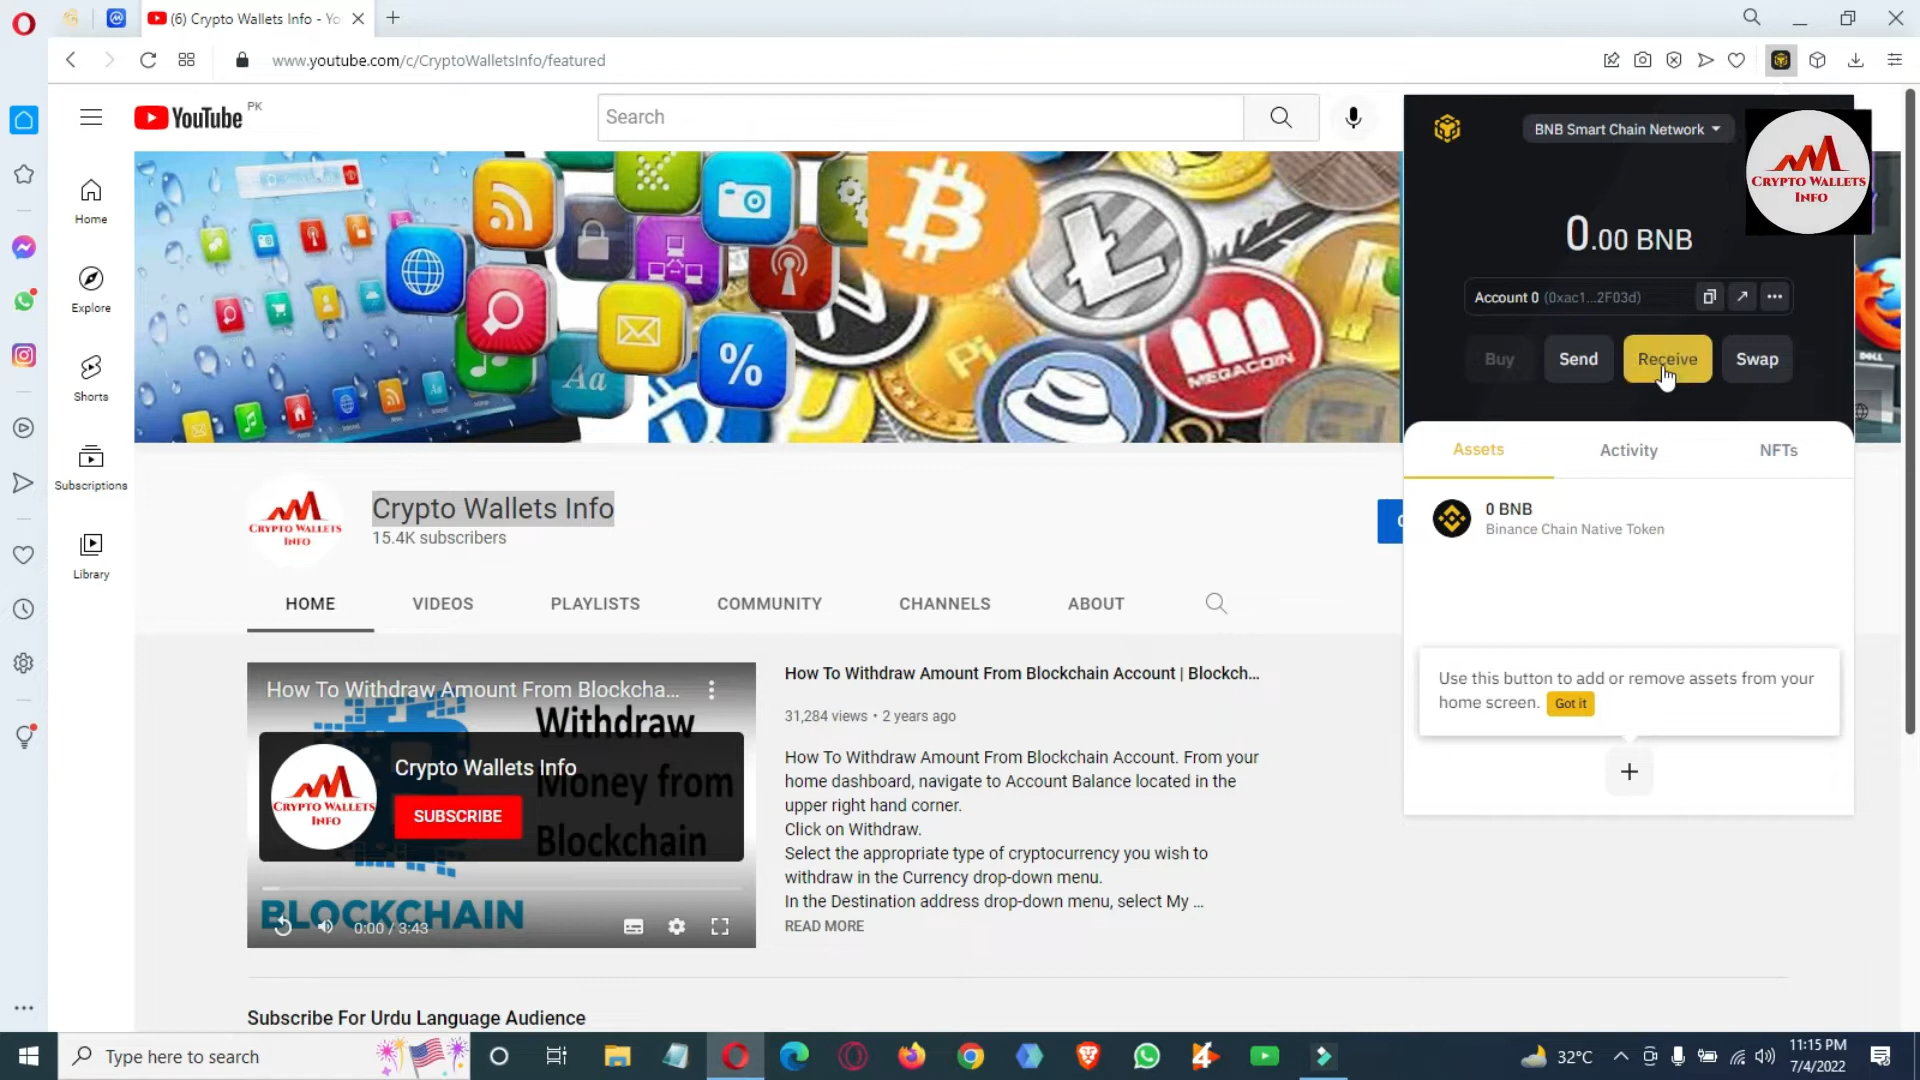 (6) Crypto Wallets Info - Yo
www.youtube.com/c/CryptoWalletsInfo/featured
YouTube PK
Search
Home
Explore
Shorts
Subscriptions
Library
Aa
Aa
%
MEGACOIN
DELL
BNB Smart Chain Network
CRYPTO WALLETS
INFO
0.00 BNB
Account 0 (0xac1...2F03d)
Buy
Send
Receive
Swap
Assets
Activity
NFTs
0 BNB
Binance Chain Native Token
Use this button to add or remove assets from your
home screen. Got it
+
CRYPTO WALLETS
INFO
Crypto Wallets Info
15.4K subscribers
HOME
VIDEOS
PLAYLISTS
COMMUNITY
CHANNELS
ABOUT
How To Withdraw Amount From Blockcha...
Withdraw
Money from
Blockchain
BLOCKCHAIN
CRYPTO WALLETS
INFO
Crypto Wallets Info
SUBSCRIBE
0:00 / 3:43
How To Withdraw Amount From Blockchain Account | Blockch...
31,284 views • 2 years ago
How To Withdraw Amount From Blockchain Account. From your
home dashboard, navigate to Account Balance located in the
upper right hand corner.
Click on Withdraw.
Select the appropriate type of cryptocurrency you wish to
withdraw in the Currency drop-down menu.
In the Destination address drop-down menu, select My ...
READ MORE
Subscribe For Urdu Language Audience
Type here to search
32°C
11:15 PM
7/4/2022